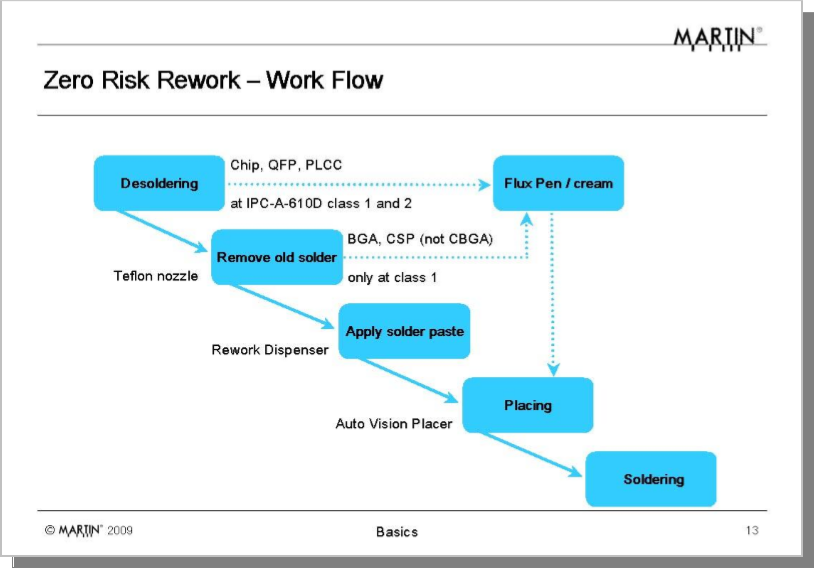 MARTIN®
Zero Risk Rework – Work Flow
Chip, QFP, PLCC
Desoldering
Flux Pen / cream
at IPC-A-610D class 1 and 2
BGA, CSP (not CBGA)
Remove old solder
Teflon nozzle
only at class 1
Apply solder paste
Rework Dispenser
Placing
Auto Vision Placer
Soldering
© MARTIN® 2009
Basics
13